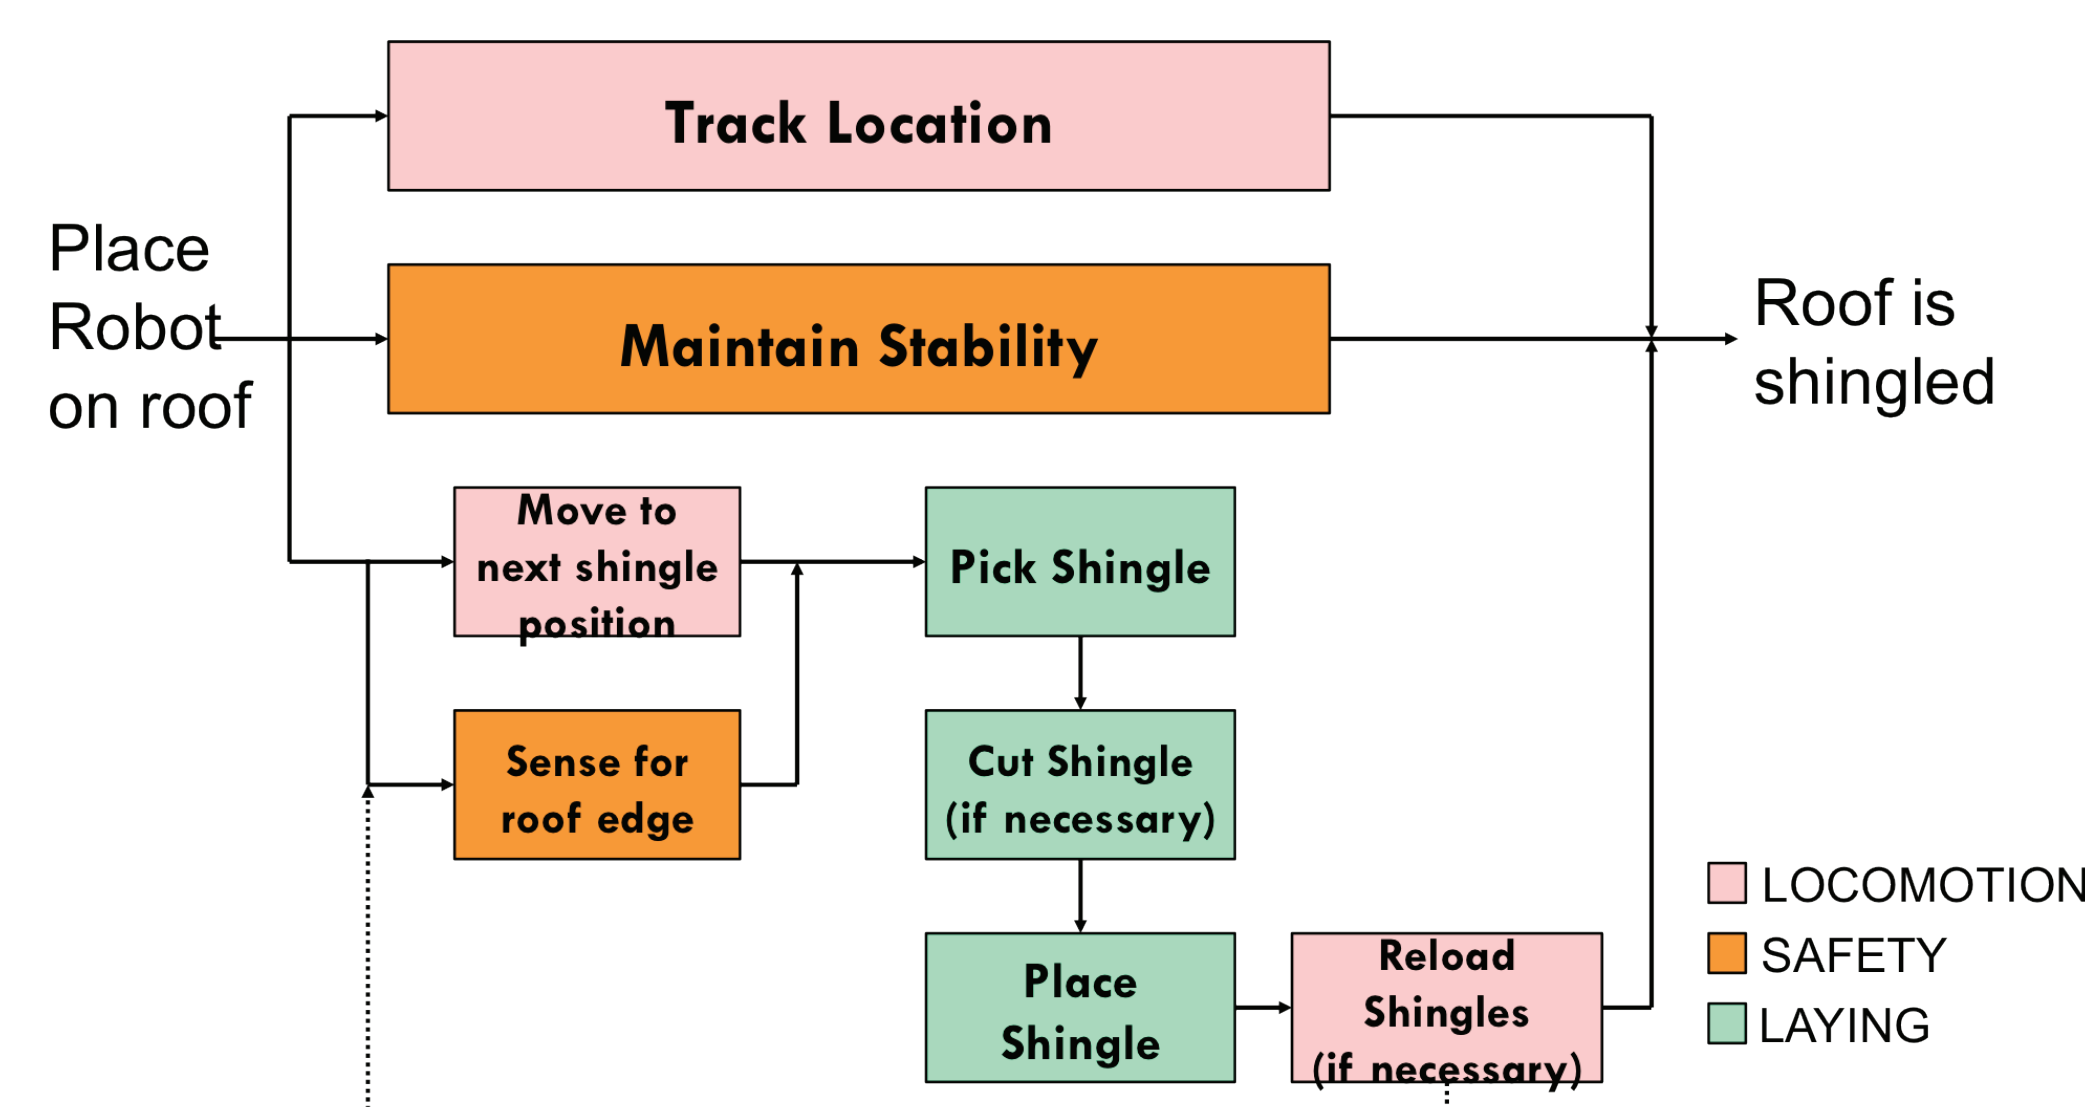 Track Location
Place
Robot
on roof
Maintain Stability
Roof is
shingled
Move to
next shingle
position
Pick Shingle
Sense for
roof edge
Cut Shingle
(if necessary)
Place
Shingle
Reload
Shingles
(if necessary)
LOCOMOTION
SAFETY
LAYING